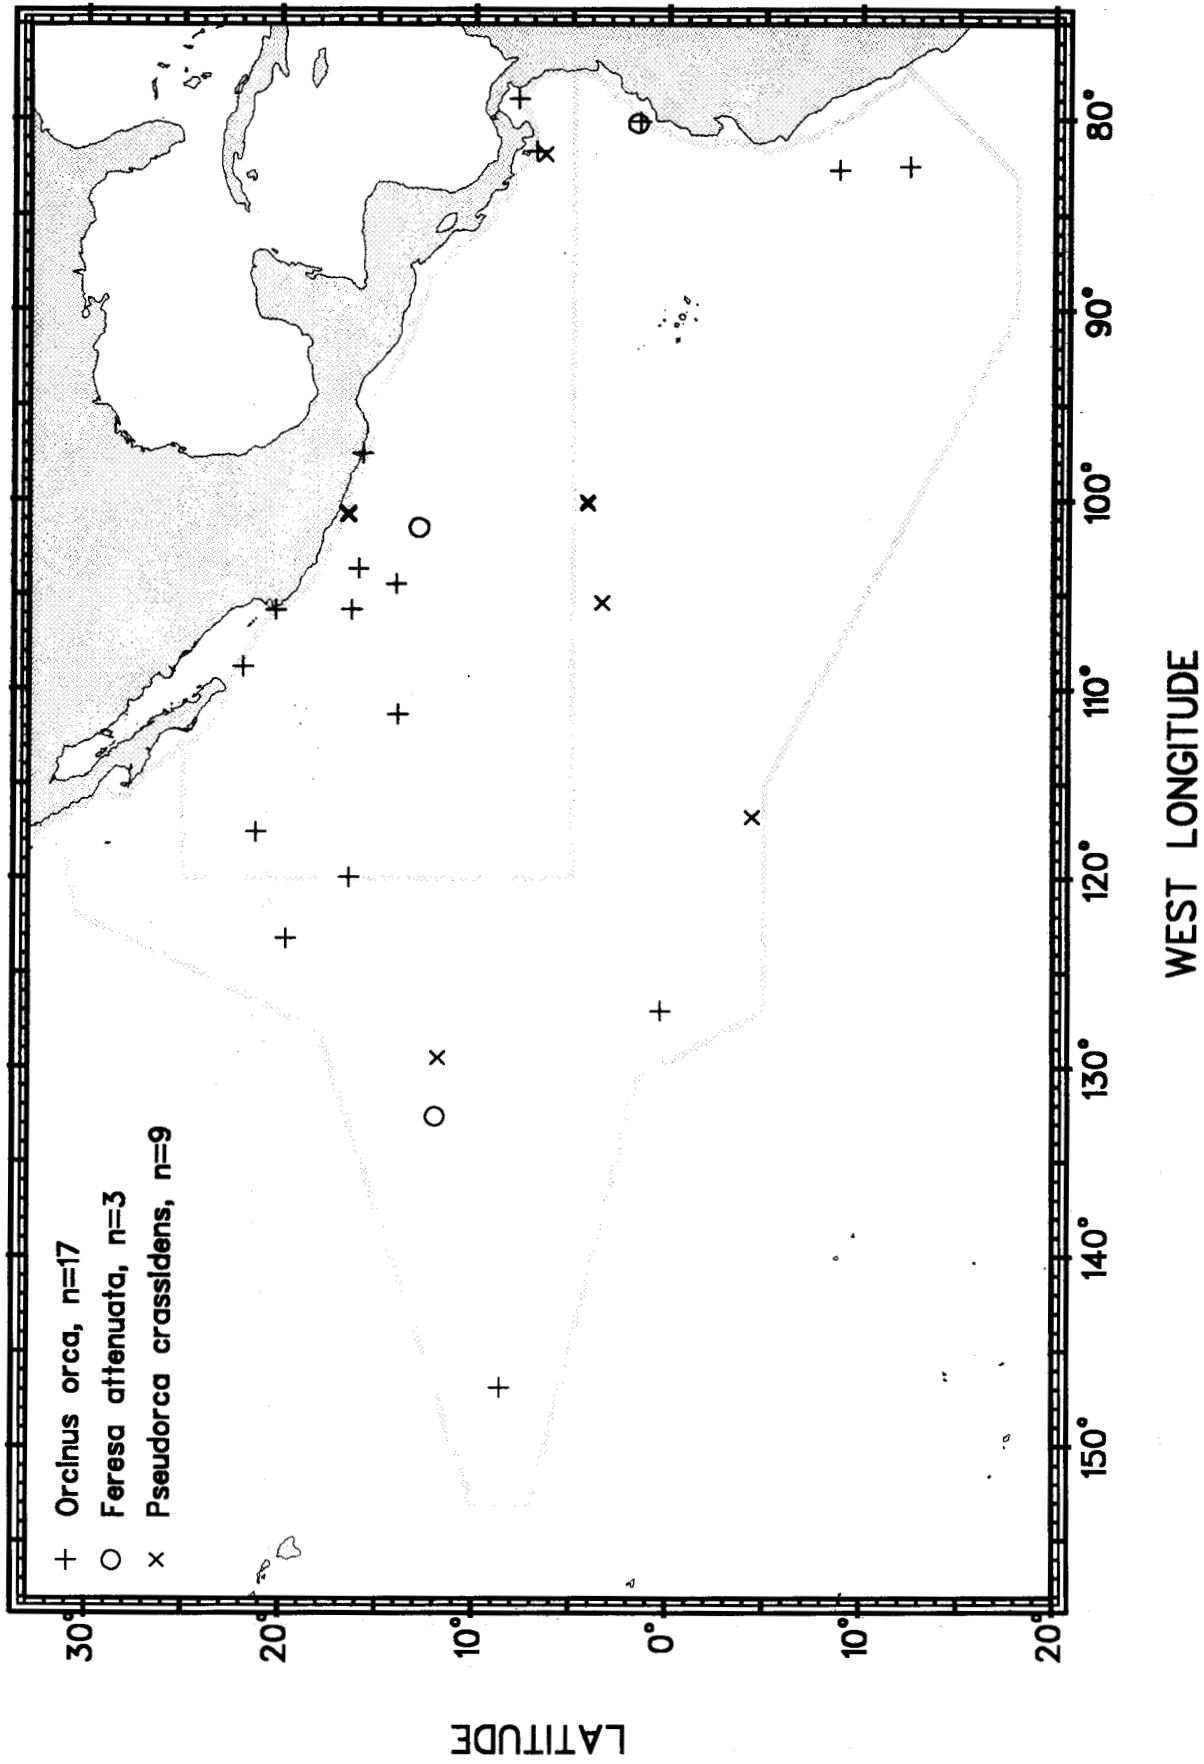 + Orcinus orca, n=17
○ Feresa attenuata, n=3
× Pseudorca crassidens, n=9
30°
20°
10°
0°
10°
20°
LATITUDE
150°
140°
130°
120°
110°
100°
90°
80°
WEST LONGITUDE